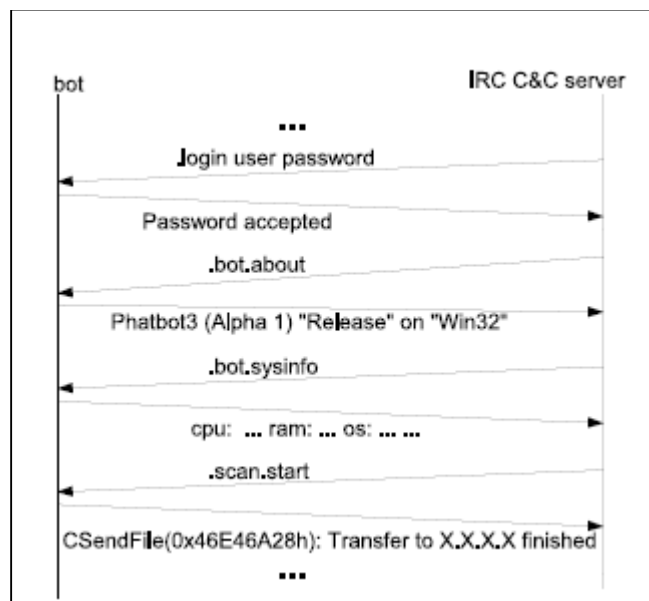 bot IRC C&C server
...
.login user password
Password accepted
.bot.about
Phatbot3 (Alpha 1) "Release" on "Win32"
.bot.sysinfo
cpu: ... ram: ... os: ... ...
.scan.start
CSendFile(0x46E46A28h): Transfer to X.X.X.X finished
...